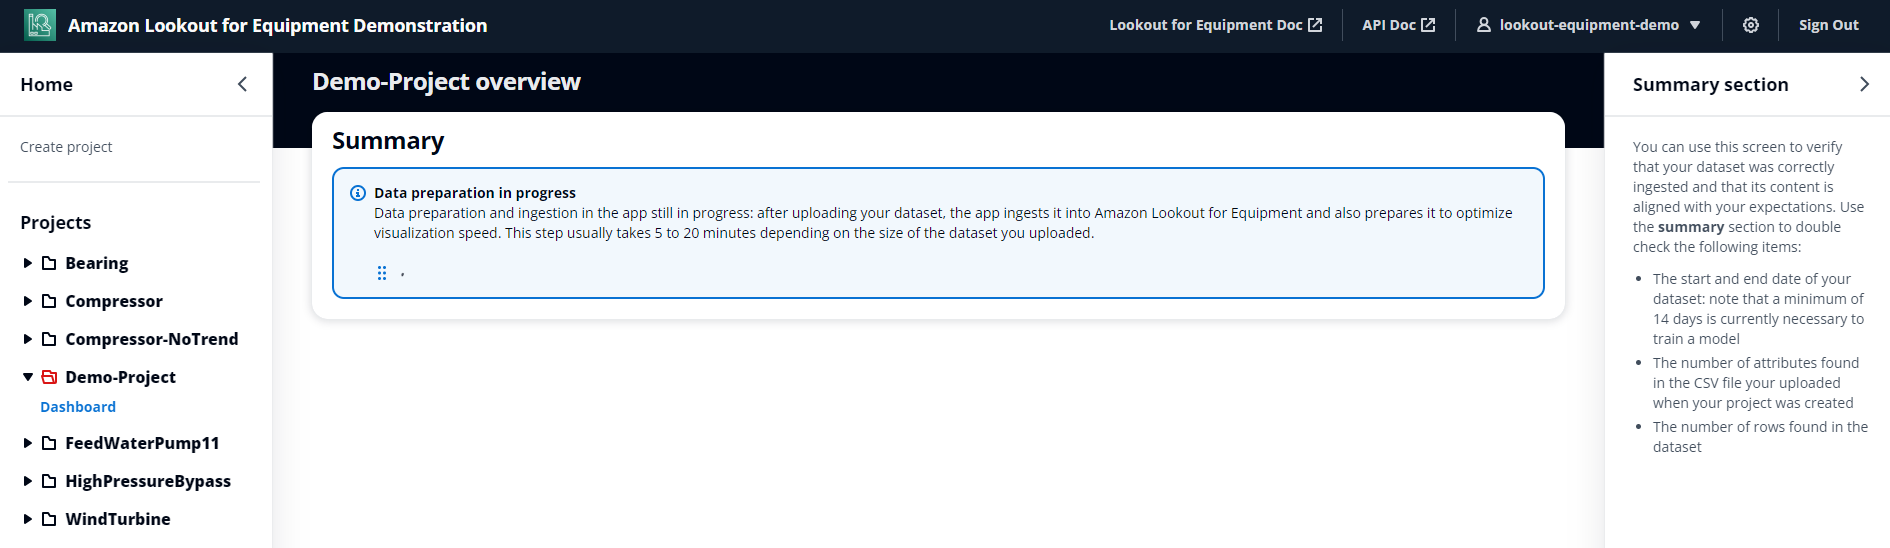 Amazon Lookout for Equipment Demonstration
Lookout for Equipment Doc
API Doc
lookout-equipment-demo
Sign Out
Home
Create project
Projects
Bearing
Compressor
Compressor-NoTrend
Demo-Project
Dashboard
FeedWaterPump11
HighPressureBypass
WindTurbine
Demo-Project overview
Summary
Data preparation in progress
Data preparation and ingestion in the app still in progress: after uploading your dataset, the app ingests it into Amazon Lookout for Equipment and also prepares it to optimize
visualization speed. This step usually takes 5 to 20 minutes depending on the size of the dataset you uploaded.
Summary section
You can use this screen to verify
that your dataset was correctly
ingested and that its content is
aligned with your expectations. Use
the summary section to double
check the following items:
• The start and end date of your
dataset: note that a minimum of
14 days is currently necessary to
train a model
• The number of attributes found
in the CSV file your uploaded
when your project was created
• The number of rows found in the
dataset